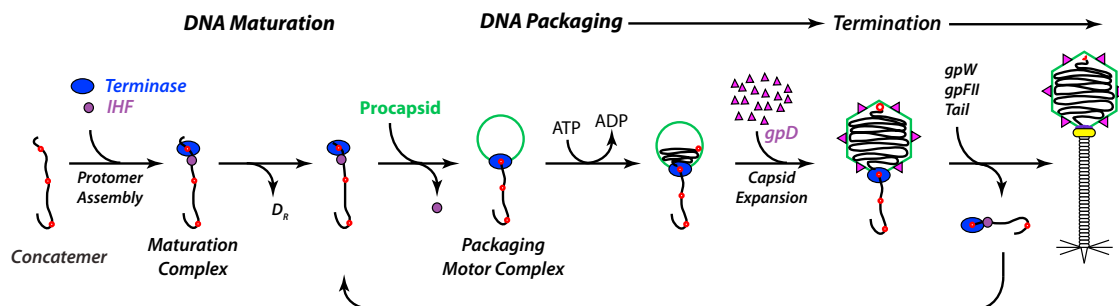 DNA Maturation
DNA Packaging
Termination
Terminase
IHF
Procapsid
ATP
ADP
gpD
gpW
gpFII
Tail
Protomer
Assembly
D_R
Capsid
Expansion
Concatemer
Maturation
Complex
Packaging
Motor Complex